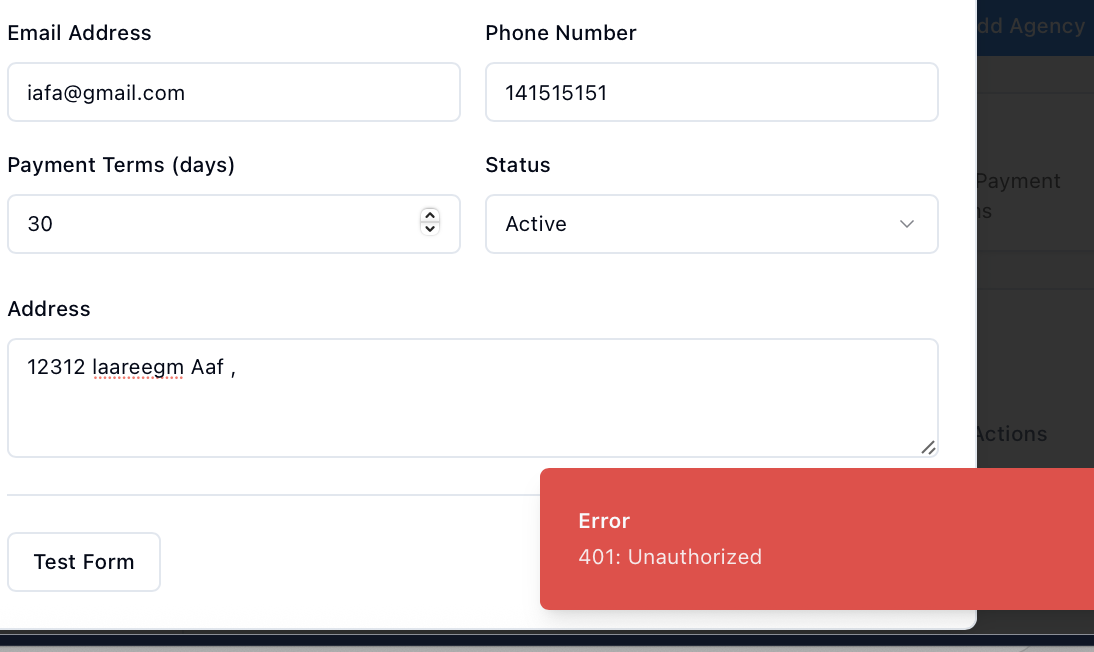 Email Address
Phone Number
iafa@gmail.com
141515151
Payment Terms (days)
Status
30
Active
Address
12312 laareegm Aaf ,
Test Form
Error
401: Unauthorized
dd Agency
Payment
ns
Actions